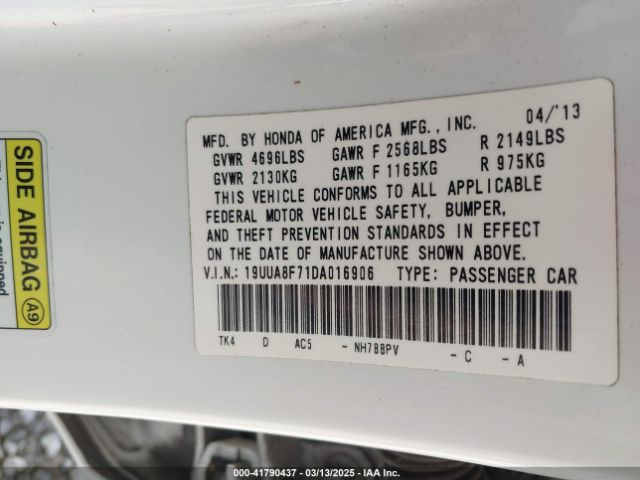 MFD. BY HONDA OF AMERICA MFG., INC. 04/'13
GVWR 4696LBS GAWR F 2568LBS R 2149LBS
GVWR 2130KG GAWR F 1165KG R 975KG
THIS VEHICLE CONFORMS TO ALL APPLICABLE
FEDERAL MOTOR VEHICLE SAFETY, BUMPER,
AND THEFT PREVENTION STANDARDS IN EFFECT
ON THE DATE OF MANUFACTURE SHOWN ABOVE.
V.I.N.: 19UUA8F71DA016906 TYPE: PASSENGER CAR
TK4 D AC5 - NH788PV - C - A
SIDE AIRBAG A9
equipped
000-41790437 - 03/13/2025 - IAA Inc.